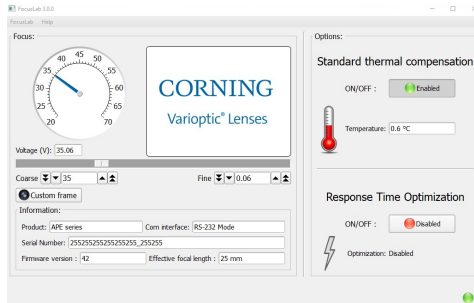 FocusLab 3.0.0
FocusLab Help
Focus:
20 25 30 35 40 45 50 55 60 65 70
CORNING
Varioptic® Lenses
Voltage (V): 35.06
Coarse 35 Fine 0.06
Custom frame
Information:
Product: APE series Com interface: RS-232 Mode
Serial Number: 255255255255255_255255
Firmware version : 42 Effective focal length : 25 mm
Options:
Standard thermal compensation
ON/OFF : Enabled
Temperature: 0.6 ºC
Response Time Optimization
ON/OFF : Disabled
Optimization: Disabled